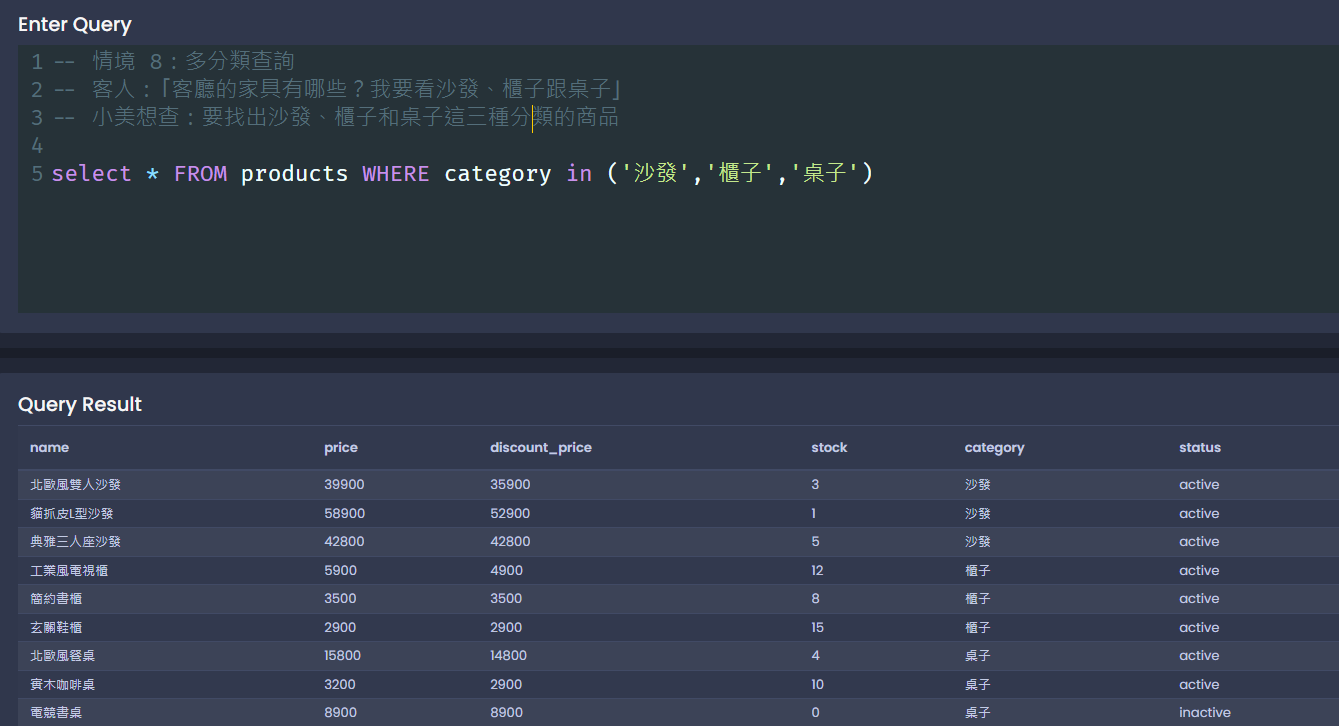 Enter Query
1 -- 情境 8：多分類查詢
2 -- 客人：「客廳的家具有哪些？我要看沙發、櫃子跟桌子」
3 -- 小美想查：要找出沙發、櫃子和桌子這三種分類的商品
4
5 select * FROM products WHERE category in ('沙發','櫃子','桌子')
Query Result
name price discount_price stock category status
北歐風雙人沙發 39900 35900 3 沙發 active
貓抓皮L型沙發 58900 52900 1 沙發 active
典雅三人座沙發 42800 42800 5 沙發 active
工業風電視櫃 5900 4900 12 櫃子 active
簡約書櫃 3500 3500 8 櫃子 active
玄關鞋櫃 2900 2900 15 櫃子 active
北歐風餐桌 15800 14800 4 桌子 active
實木咖啡桌 3200 2900 10 桌子 active
電競書桌 8900 8900 0 桌子 inactive